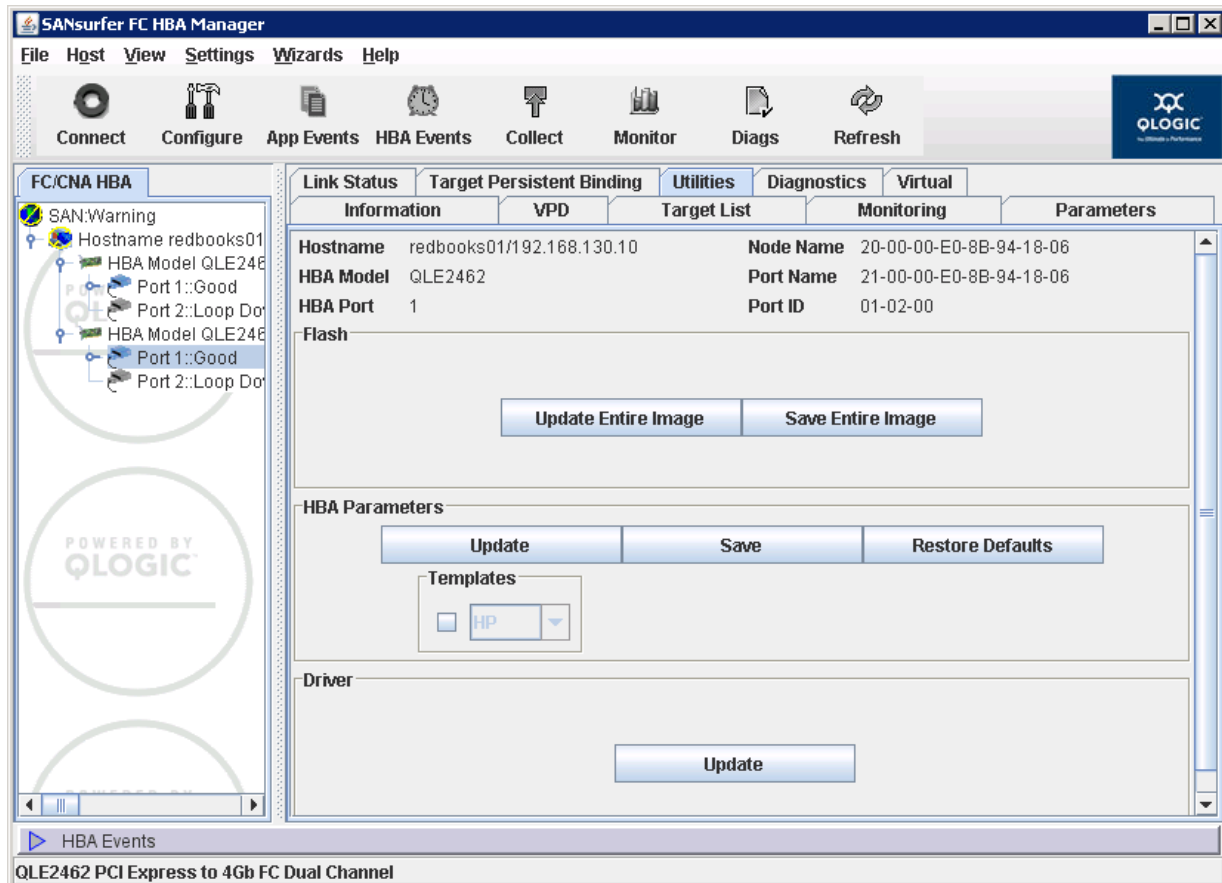 SANsurfer FC HBA Manager
File Host View Settings Wizards Help
Connect Configure App Events HBA Events Collect Monitor Diags Refresh
QLOGIC
FC/CNA HBA
SAN:Warning
Hostname redbooks01
HBA Model QLE246
Port 1::Good
Port 2::Loop Do
HBA Model QLE246
Port 1::Good
Port 2::Loop Do
POWERED BY
QLOGIC
Link Status Target Persistent Binding Utilities Diagnostics Virtual
Information VPD Target List Monitoring Parameters
Hostname redbooks01/192.168.130.10 Node Name 20-00-00-E0-8B-94-18-06
HBA Model QLE2462 Port Name 21-00-00-E0-8B-94-18-06
HBA Port 1 Port ID 01-02-00
Flash
Update Entire Image Save Entire Image
HBA Parameters
Update Save Restore Defaults
Templates
HP
Driver
Update
HBA Events
QLE2462 PCI Express to 4Gb FC Dual Channel